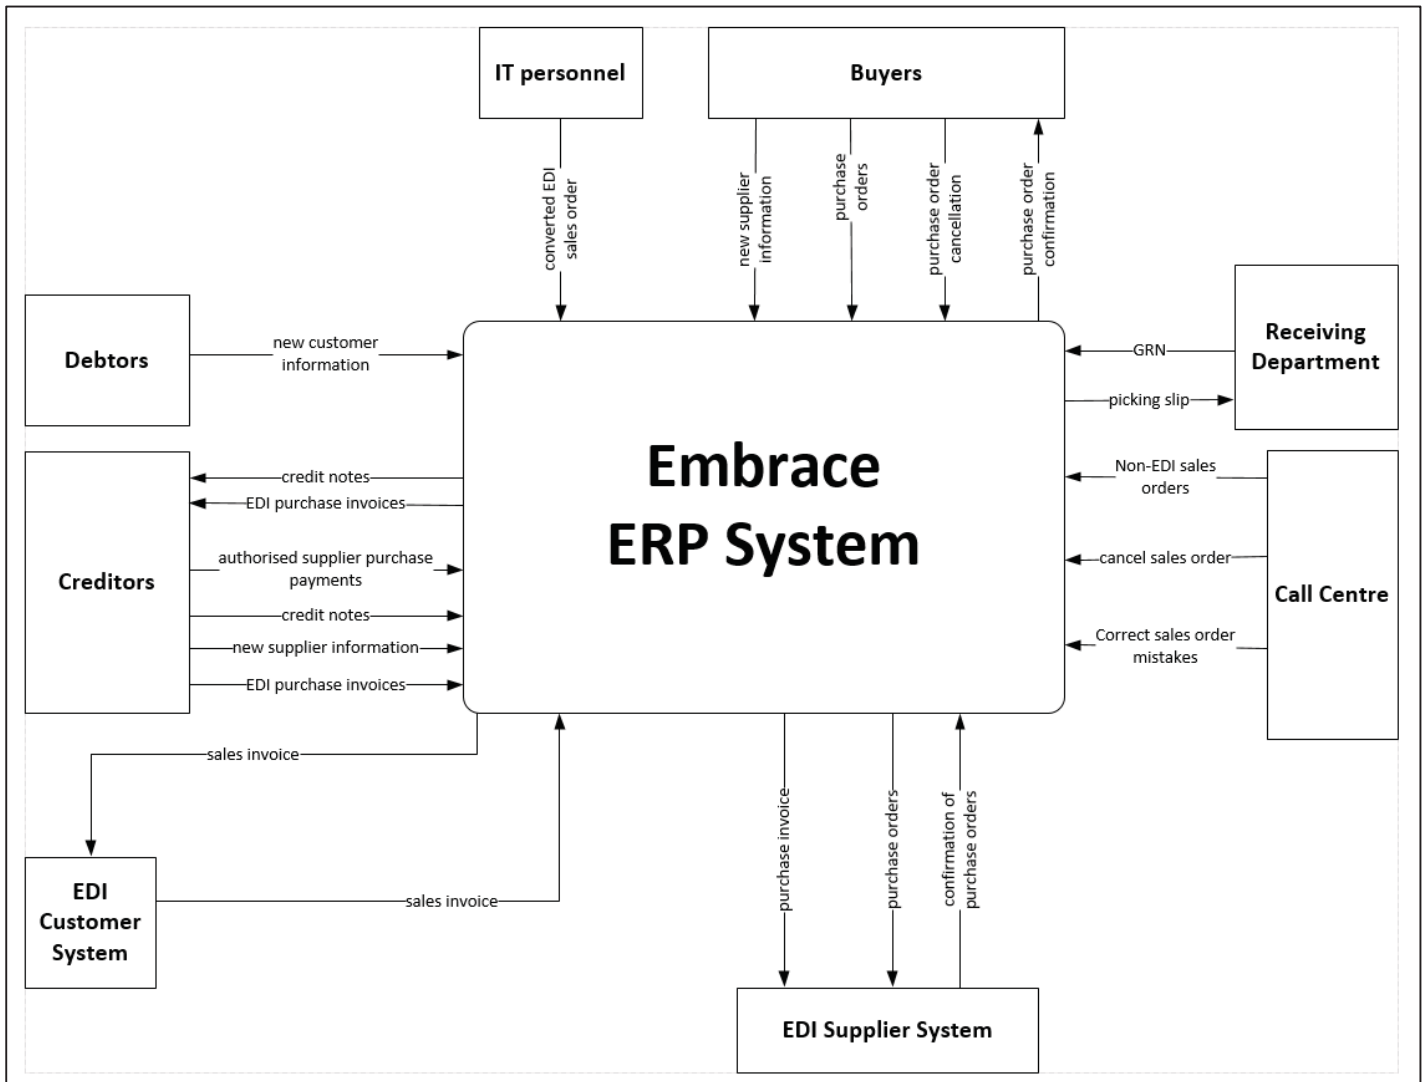 IT personnel
Buyers
converted EDI
sales order
new supplier
information
purchase
orders
purchase order
cancellation
purchase order
confirmation
Debtors
new customer
information
Receiving
Department
GRN
picking slip
Embrace
ERP System
Creditors
credit notes
EDI purchase invoices
authorised supplier purchase
payments
credit notes
new supplier information
EDI purchase invoices
Non-EDI sales
orders
cancel sales order
Correct sales order
mistakes
Call Centre
sales invoice
EDI
Customer
System
sales invoice
purchase invoice
purchase orders
confirmation of
purchase orders
EDI Supplier System